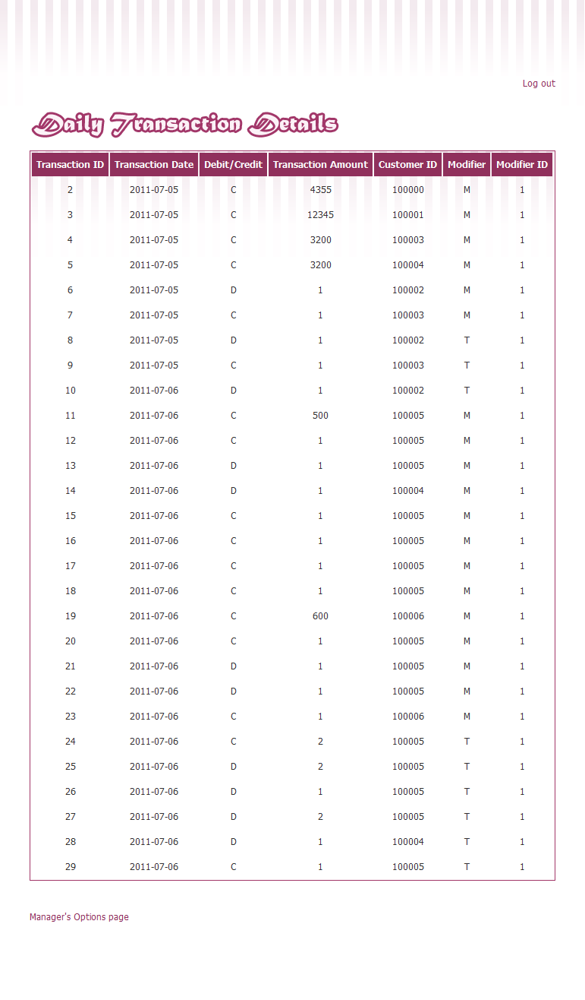 Log out
Daily Transaction Details
Transaction ID Transaction Date Debit/Credit Transaction Amount Customer ID Modifier Modifier ID
2 2011-07-05 C 4355 100000 M 1
3 2011-07-05 C 12345 100001 M 1
4 2011-07-05 C 3200 100003 M 1
5 2011-07-05 C 3200 100004 M 1
6 2011-07-05 D 1 100002 M 1
7 2011-07-05 C 1 100003 M 1
8 2011-07-05 D 1 100002 T 1
9 2011-07-05 C 1 100003 T 1
10 2011-07-06 D 1 100002 T 1
11 2011-07-06 C 500 100005 M 1
12 2011-07-06 C 1 100005 M 1
13 2011-07-06 D 1 100005 M 1
14 2011-07-06 D 1 100004 M 1
15 2011-07-06 C 1 100005 M 1
16 2011-07-06 C 1 100005 M 1
17 2011-07-06 C 1 100005 M 1
18 2011-07-06 C 1 100005 M 1
19 2011-07-06 C 600 100006 M 1
20 2011-07-06 C 1 100005 M 1
21 2011-07-06 D 1 100005 M 1
22 2011-07-06 D 1 100005 M 1
23 2011-07-06 C 1 100006 M 1
24 2011-07-06 C 2 100005 T 1
25 2011-07-06 D 2 100005 T 1
26 2011-07-06 D 1 100005 T 1
27 2011-07-06 D 2 100005 T 1
28 2011-07-06 D 1 100004 T 1
29 2011-07-06 C 1 100005 T 1
Manager's Options page